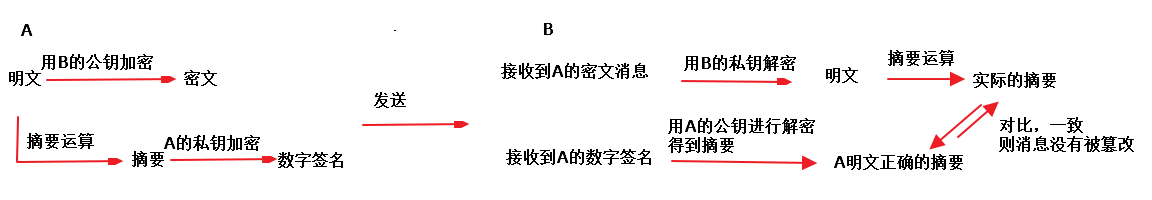 A
用B的公钥加密
明文
密文
摘要运算
A的私钥加密
摘要
数字签名
发送
B
接收到A的密文消息
用B的私钥解密
明文
摘要运算
实际的摘要
接收到A的数字签名
用A的公钥进行解密
得到摘要
A明文正确的摘要
对比，一致
则消息没有被篡改